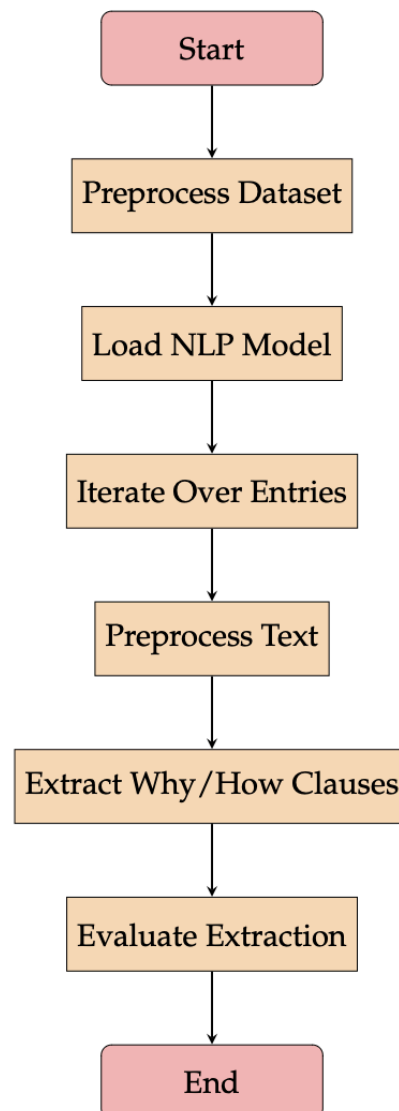 Start
Preprocess Dataset
Load NLP Model
Iterate Over Entries
Preprocess Text
Extract Why/How Clauses
Evaluate Extraction
End